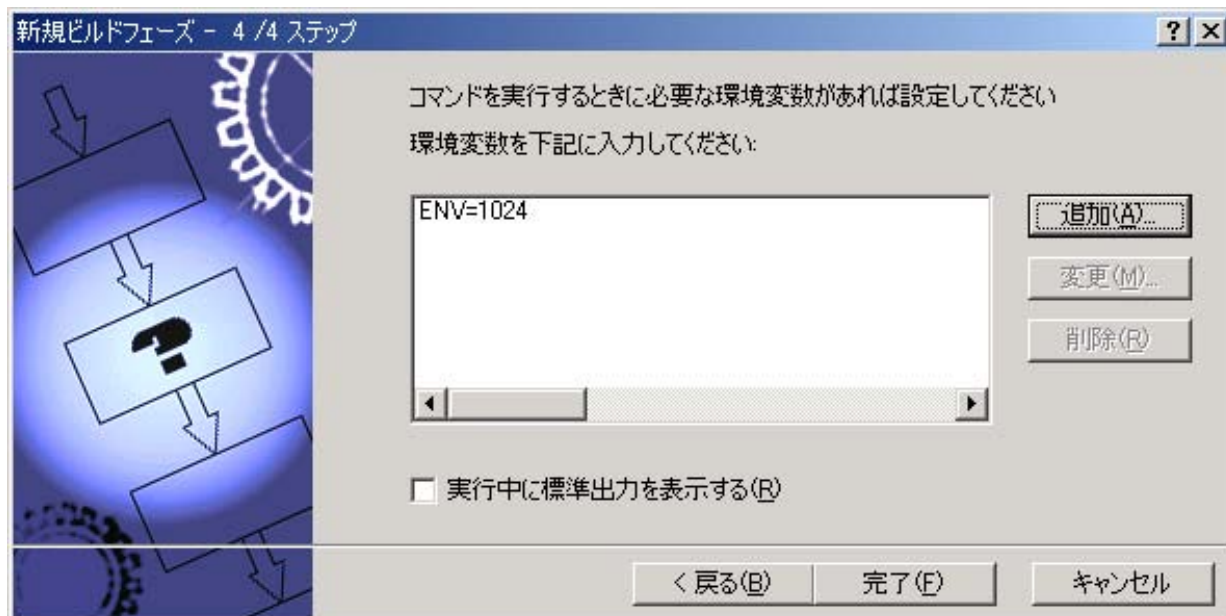 新規ビルドフェーズ - 4 /4 ステップ
コマンドを実行するときに必要な環境変数があれば設定してください
環境変数を下記に入力してください:
ENV=1024
追加(A)...
変更(M)...
削除(R)
実行中に標準出力を表示する(R)
< 戻る(B)
完了(F)
キャンセル